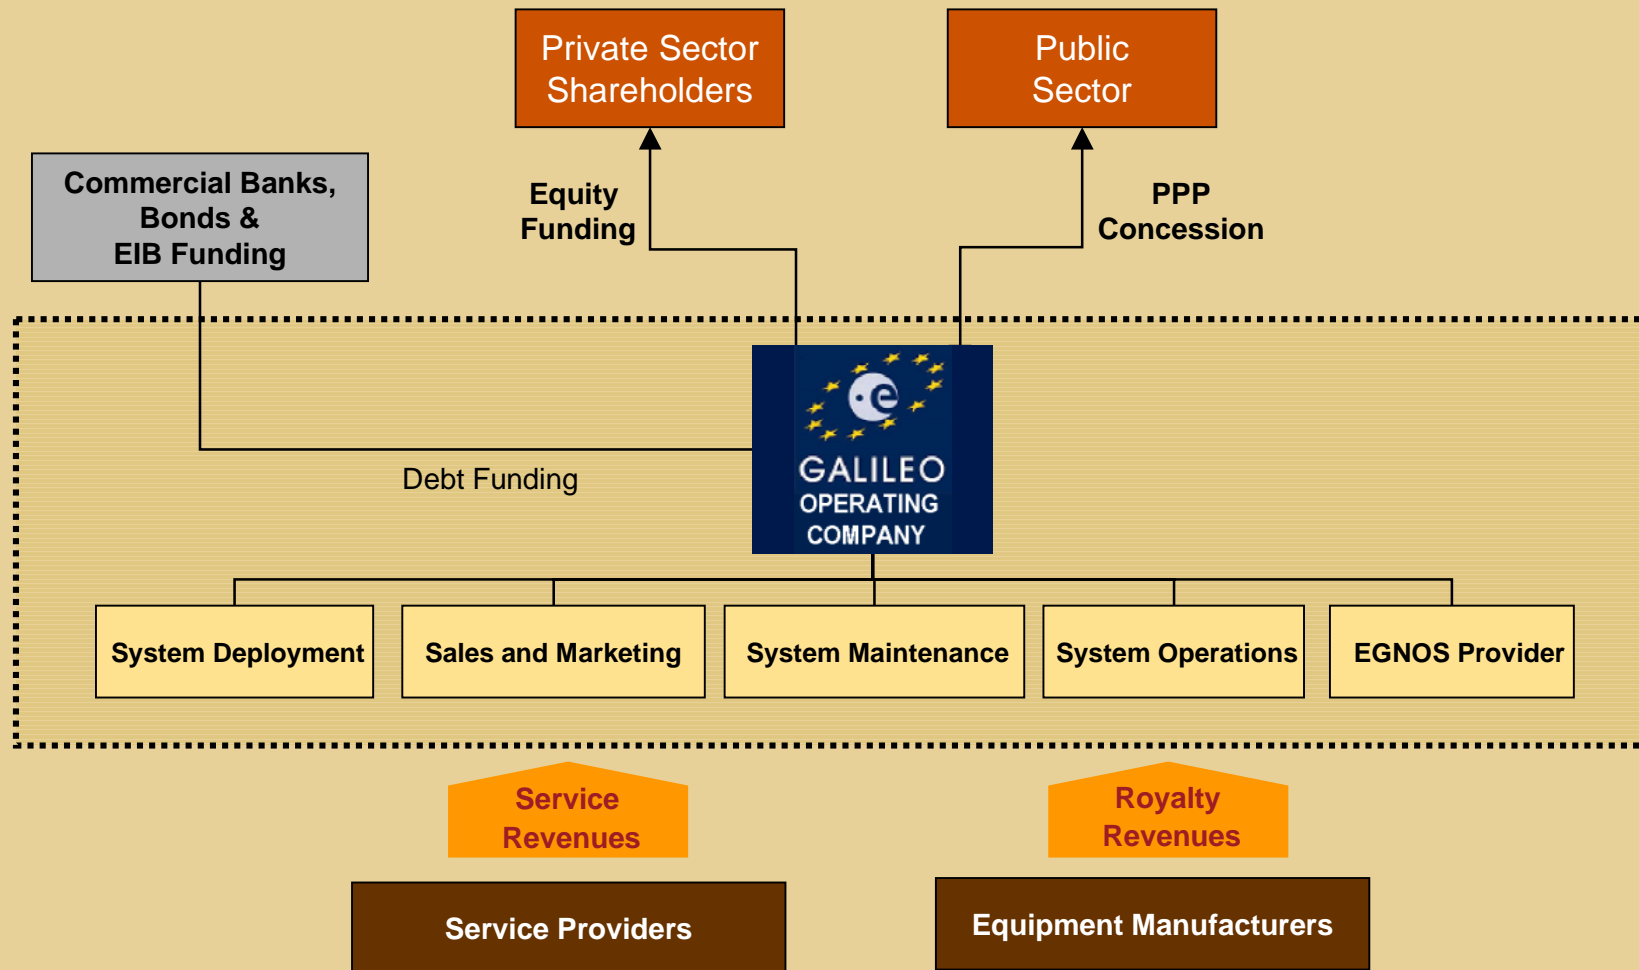 Private Sector
Shareholders
Public
Sector
Commercial Banks,
Bonds &
EIB Funding
Equity
Funding
PPP
Concession
Debt Funding
e
GALILEO
OPERATING
COMPANY
System Deployment
Sales and Marketing
System Maintenance
System Operations
EGNOS Provider
Service
Revenues
Royalty
Revenues
Service Providers
Equipment Manufacturers